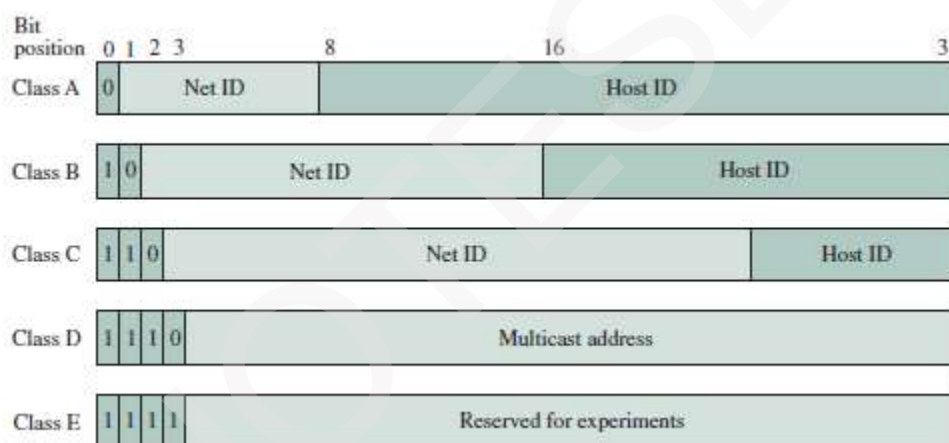 Bit
position 0 1 2 3 8 16 3
Class A 0 Net ID Host ID
Class B 1 0 Net ID Host ID
Class C 1 1 0 Net ID Host ID
Class D 1 1 1 0 Multicast address
Class E 1 1 1 1 Reserved for experiments